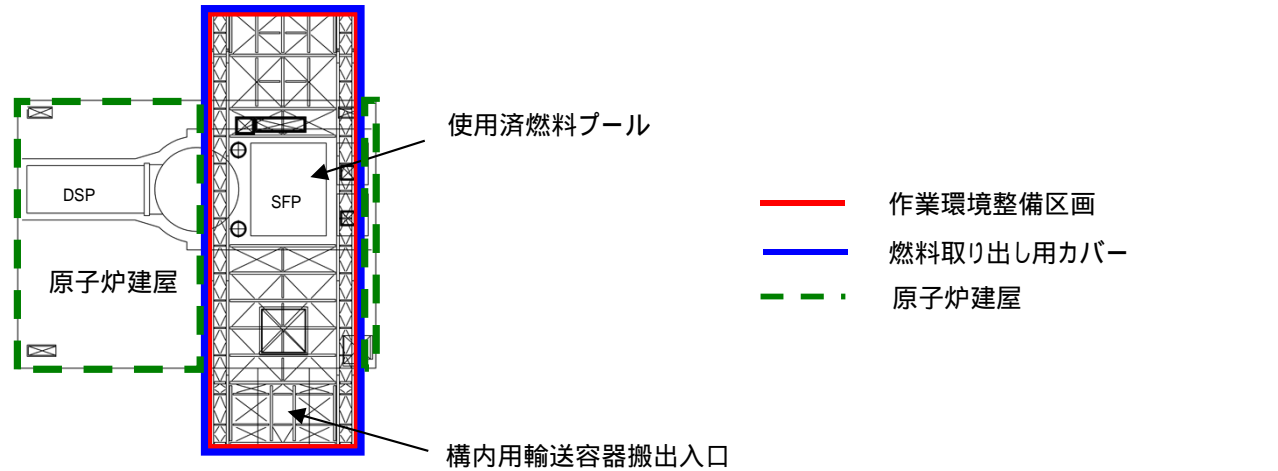 使用済燃料プール
DSP
SFP
作業環境整備区画
燃料取り出し用カバー
原子炉建屋
原子炉建屋
構内用輸送容器搬出入口